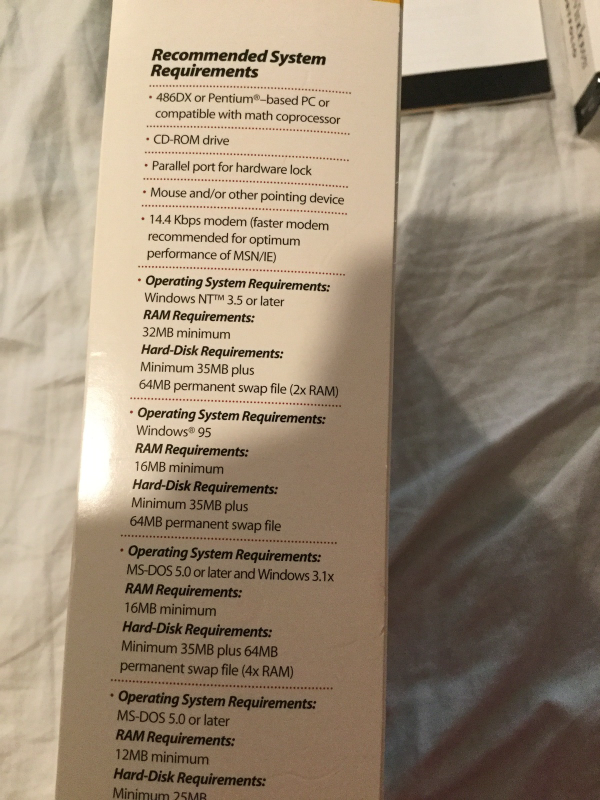 Recommended System
Requirements
• 486DX or Pentium®–based PC or
compatible with math coprocessor
• CD-ROM drive
• Parallel port for hardware lock
• Mouse and/or other pointing device
• 14.4 Kbps modem (faster modem
recommended for optimum
performance of MSN/IE)
• Operating System Requirements:
Windows NT™ 3.5 or later
RAM Requirements:
32MB minimum
Hard-Disk Requirements:
Minimum 35MB plus
64MB permanent swap file (2x RAM)
• Operating System Requirements:
Windows® 95
RAM Requirements:
16MB minimum
Hard-Disk Requirements:
Minimum 35MB plus
64MB permanent swap file
• Operating System Requirements:
MS-DOS 5.0 or later and Windows 3.1x
RAM Requirements:
16MB minimum
Hard-Disk Requirements:
Minimum 35MB plus 64MB
permanent swap file (4x RAM)
• Operating System Requirements:
MS-DOS 5.0 or later
RAM Requirements:
12MB minimum
Hard-Disk Requirements:
Minimum 25MB